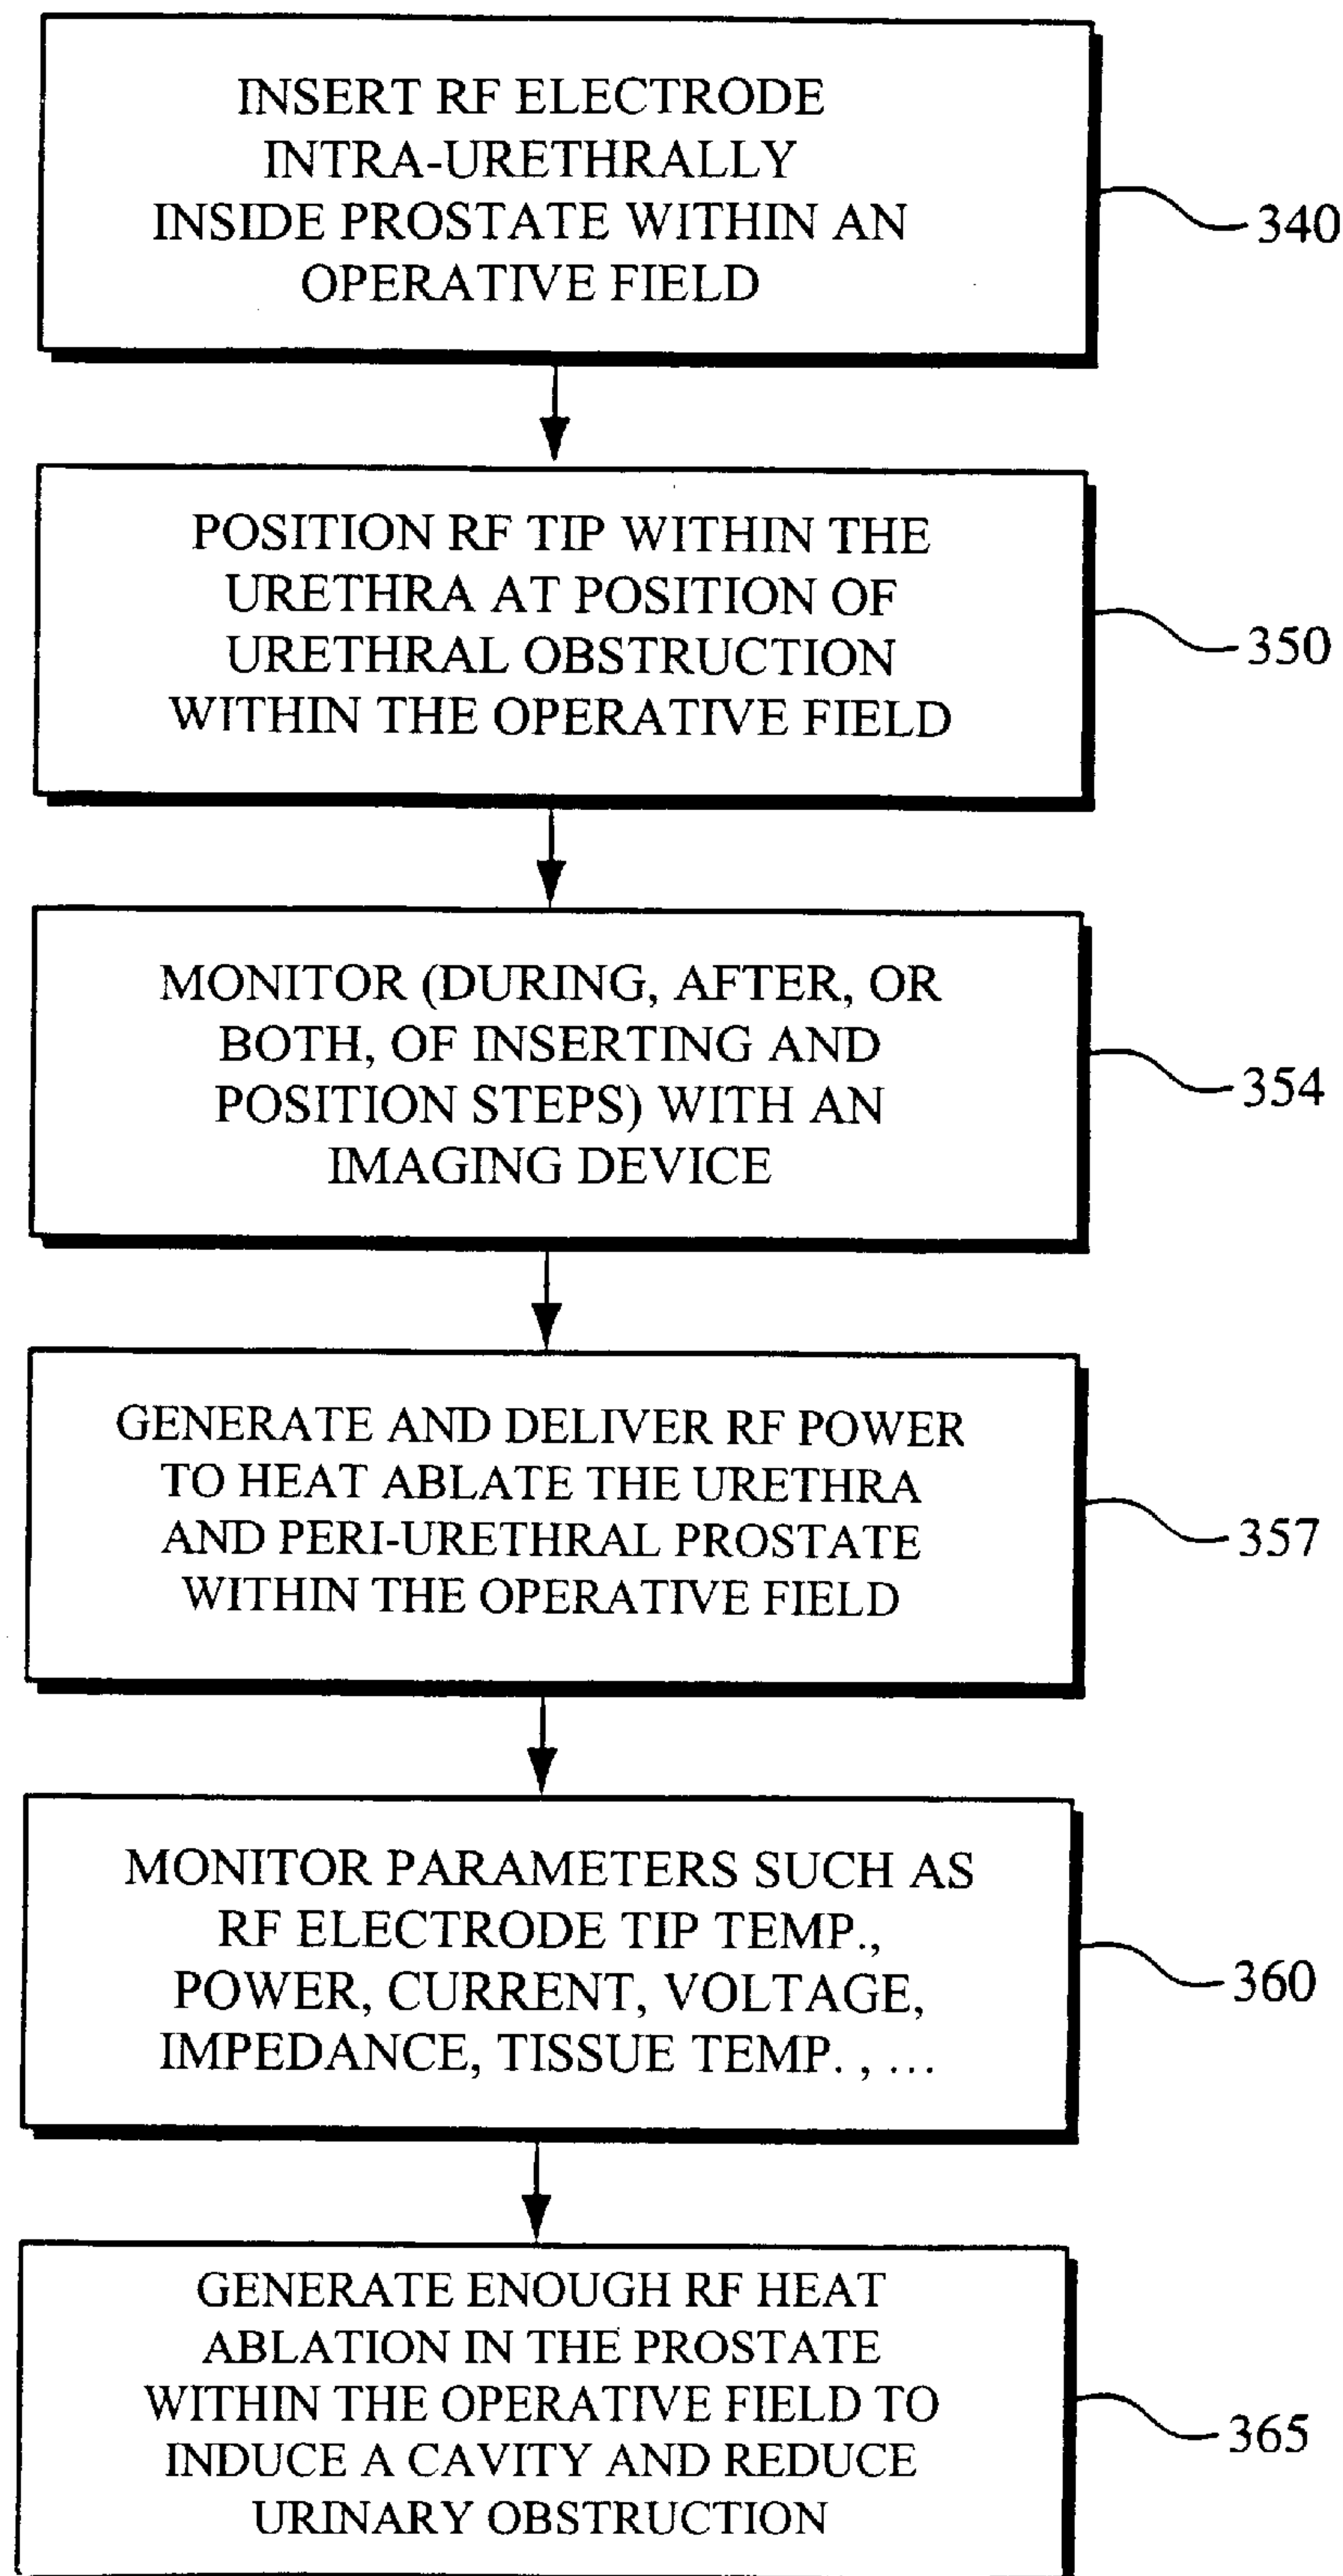 INSERT RF ELECTRODE
INTRA-URETHRALLY
INSIDE PROSTATE WITHIN AN
OPERATIVE FIELD
340
POSITION RF TIP WITHIN THE
URETHRA AT POSITION OF
URETHRAL OBSTRUCTION
WITHIN THE OPERATIVE FIELD
350
MONITOR (DURING, AFTER, OR
BOTH, OF INSERTING AND
POSITION STEPS) WITH AN
IMAGING DEVICE
354
GENERATE AND DELIVER RF POWER
TO HEAT ABLATE THE URETHRA
AND PERI-URETHRAL PROSTATE
WITHIN THE OPERATIVE FIELD
357
MONITOR PARAMETERS SUCH AS
RF ELECTRODE TIP TEMP.,
POWER, CURRENT, VOLTAGE,
IMPEDANCE, TISSUE TEMP. , ...
360
GENERATE ENOUGH RF HEAT
ABLATION IN THE PROSTATE
WITHIN THE OPERATIVE FIELD TO
INDUCE A CAVITY AND REDUCE
URINARY OBSTRUCTION
365